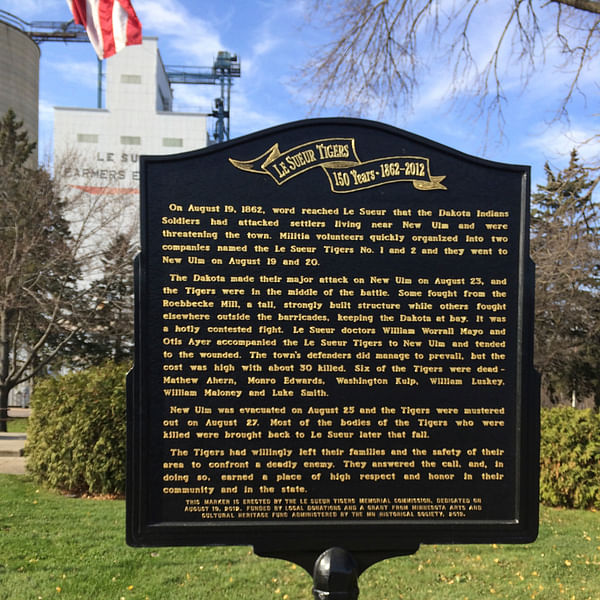 LE SU
MERS E
LE SUEUR TIGERS
150 Years - 1862-2012
On August 19, 1862, word reached Le Sueur that the Dakota Indians
Soldiers had attacked settlers living near New Ulm and were
threatening the town. Militia volunteers quickly organized into two
companies named the Le Sueur Tigers No. 1 and 2 and they went to
New Ulm on August 19 and 20.
The Dakota made their major attack on New Ulm on August 23, and
the Tigers were in the middle of the battle. Some fought from the
Roebbecke Mill, a tall, strongly built structure while others fought
elsewhere outside the barricades, keeping the Dakota at bay. It was
a hotly contested fight. Le Sueur doctors William Worrall Mayo and
Otis Ayer accompanied the Le Sueur Tigers to New Ulm and tended
to the wounded. The town's defenders did manage to prevail, but the
cost was high with about 30 killed. Six of the Tigers were dead -
Mathew Ahern, Monro Edwards, Washington Kulp, William Luskey,
William Maloney and Luke Smith.
New Ulm was evacuated on August 25 and the Tigers were mustered
out on August 27. Most of the bodies of the Tigers who were
killed were brought back to Le Sueur later that fall.
The Tigers had willingly left their families and the safety of their
area to confront a deadly enemy. They answered the call, and, in
doing so, earned a place of high respect and honor in their
community and in the state.
THIS MARKER IS ERECTED BY THE LE SUEUR TIGERS MEMORIAL COMMISSION. DEDICATED ON
AUGUST 19, 2012. FUNDED BY LOCAL DONATIONS AND A GRANT FROM MINNESOTA ARTS AND
CULTURAL HERITAGE FUND ADMINISTERED BY THE MN HISTORICAL SOCIETY, 2012.